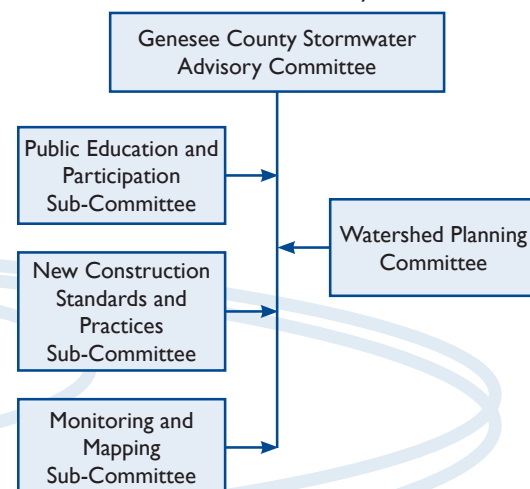 Genesee County Stormwater
Advisory Committee
Public Education and
Participation
Sub-Committee
Watershed Planning
Committee
New Construction
Standards and
Practices
Sub-Committee
Monitoring and
Mapping
Sub-Committee